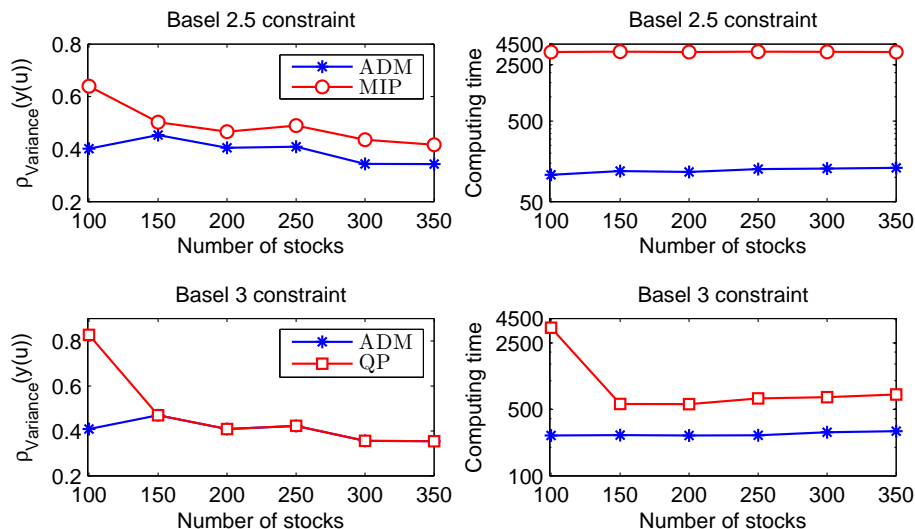 Basel 2.5 constraint
ρVariance(y(u))
0.8
0.6
0.4
0.2
ADM
MIP
100 150 200 250 300 350
Number of stocks
Basel 2.5 constraint
Computing time
4500
2500
500
50
100 150 200 250 300 350
Number of stocks
Basel 3 constraint
ρVariance(y(u))
0.8
0.6
0.4
0.2
ADM
QP
100 150 200 250 300 350
Number of stocks
Basel 3 constraint
Computing time
4500
2500
500
100
100 150 200 250 300 350
Number of stocks